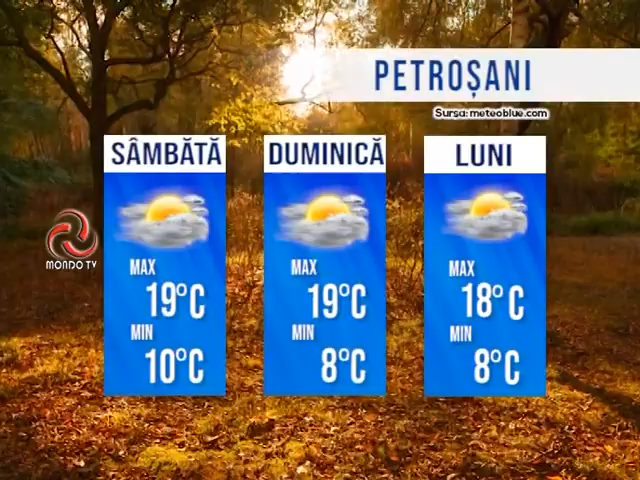 PETROȘANI
Sursa: meteoblue.com
SÂMBĂTĂ
MAX
19°C
MIN
10°C
DUMINICĂ
MAX
19°C
MIN
8°C
LUNI
MAX
18°C
MIN
8°C
MONDO TV